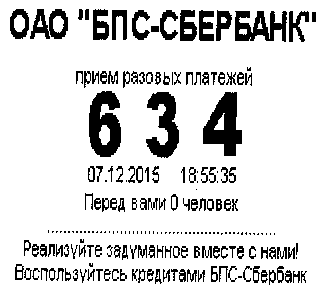 ОАО "БПС-СБЕРБАНК"
прием разовых платежей
6 3 4
07.12.2015 18:55:35
Перед вами 0 человек
Реализуйте задуманное вместе с нами!
Воспользуйтесь кредитами БПС-Сбербанк